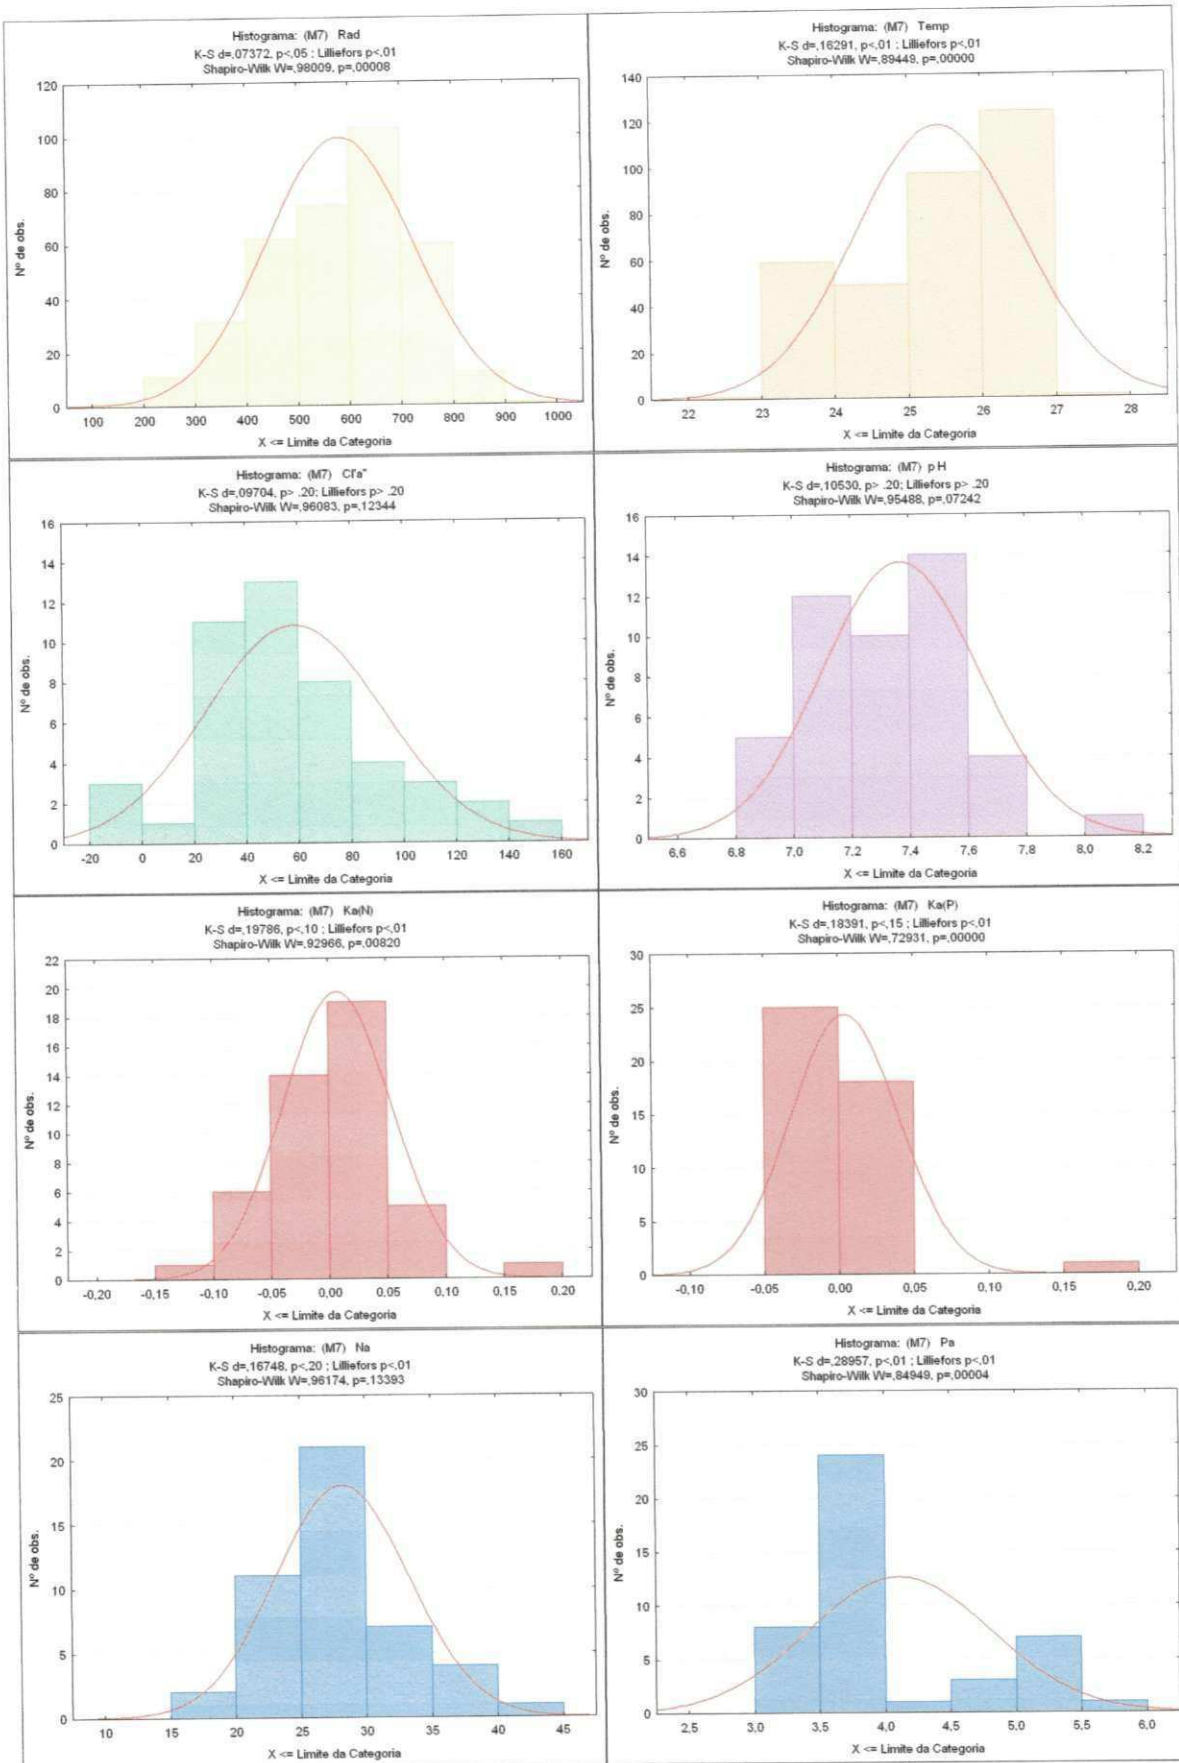 Histograma: (M7) Rad
K-S d=,07372, p<,05 ; Lilliefors p<,01
Shapiro-Wilk W=,98009, p=,00008
120
100
80
60
40
20
0
Nº de obs.
100 200 300 400 500 600 700 800 900 1000
X <= Limite da Categoria
Histograma: (M7) Temp
K-S d=,16291, p<,01 ; Lilliefors p<,01
Shapiro-Wilk W=,89449, p=,00000
140
120
100
80
60
40
20
0
Nº de obs.
22 23 24 25 26 27 28
X <= Limite da Categoria
Histograma: (M7) Cl'a"
K-S d=,09704, p> .20; Lilliefors p> .20
Shapiro-Wilk W=,96083, p=,12344
16
14
12
10
8
6
4
2
0
Nº de obs.
-20 0 20 40 60 80 100 120 140 160
X <= Limite da Categoria
Histograma: (M7) pH
K-S d=,10530, p> .20; Lilliefors p> .20
Shapiro-Wilk W=,95488, p=,07242
16
14
12
10
8
6
4
2
0
Nº de obs.
6,6 6,8 7,0 7,2 7,4 7,6 7,8 8,0 8,2
X <= Limite da Categoria
Histograma: (M7) Ka(N)
K-S d=,19786, p<,10 ; Lilliefors p<,01
Shapiro-Wilk W=,92966, p=,00820
22
20
18
16
14
12
10
8
6
4
2
0
Nº de obs.
-0,20 -0,15 -0,10 -0,05 0,00 0,05 0,10 0,15 0,20
X <= Limite da Categoria
Histograma: (M7) Ka(P)
K-S d=,18391, p<,15 ; Lilliefors p<,01
Shapiro-Wilk W=,72931, p=,00000
30
25
20
15
10
5
0
Nº de obs.
-0,10 -0,05 0,00 0,05 0,10 0,15 0,20
X <= Limite da Categoria
Histograma: (M7) Na
K-S d=,16748, p<,20 ; Lilliefors p<,01
Shapiro-Wilk W=,96174, p=,13393
25
20
15
10
5
0
Nº de obs.
10 15 20 25 30 35 40 45
X <= Limite da Categoria
Histograma: (M7) Pa
K-S d=,28957, p<,01 ; Lilliefors p<,01
Shapiro-Wilk W=,84949, p=,00004
30
25
20
15
10
5
0
Nº de obs.
2,5 3,0 3,5 4,0 4,5 5,0 5,5 6,0
X <= Limite da Categoria